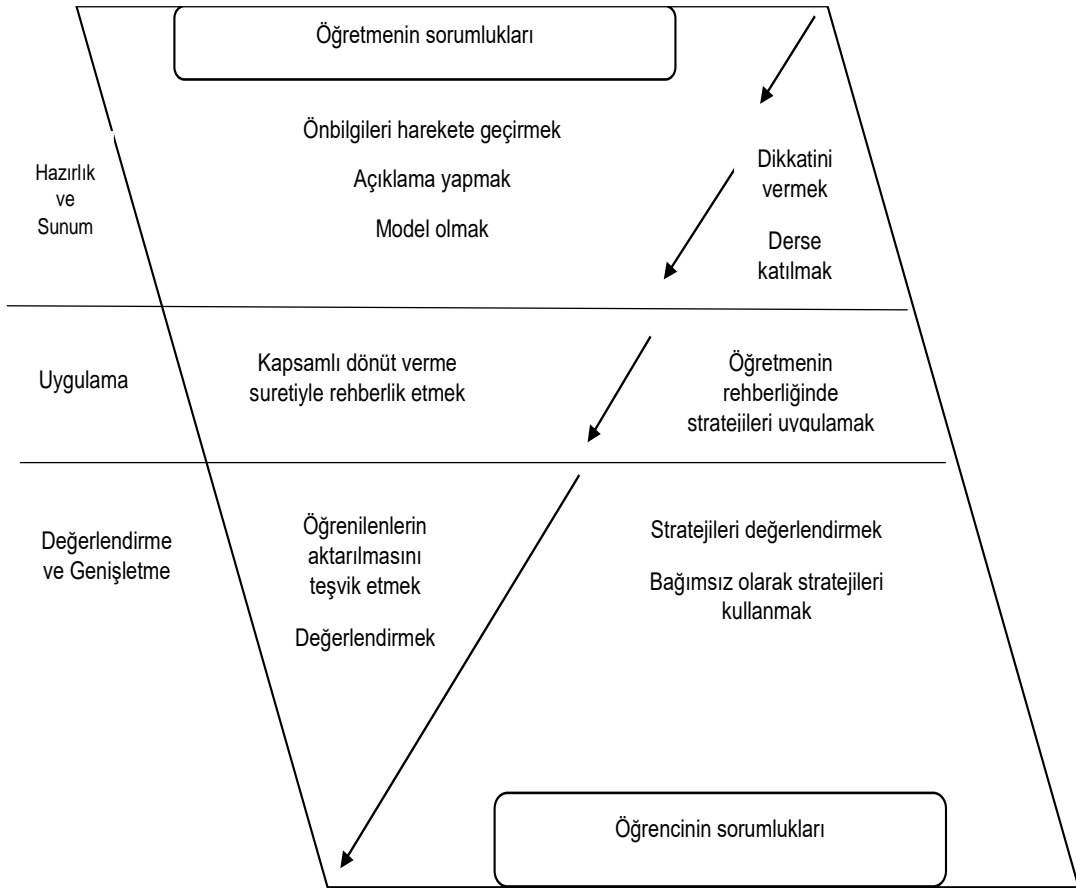 Öğretmenin sorumlukları
Hazırlık
ve
Sunum
Önbilgileri harekete geçirmek
Açıklama yapmak
Model olmak
Dikkatini
vermek
Derse
katılmak
Uygulama
Kapsamlı dönüt verme
suretiyle rehberlik etmek
Öğretmenin
rehberliğinde
stratejileri uygulamak
Değerlendirme
ve Genişletme
Öğrenilenlerin
aktarılmasını
teşvik etmek
Değerlendirmek
Stratejileri değerlendirmek
Bağımsız olarak stratejileri
kullanmak
Öğrencinin sorumlukları